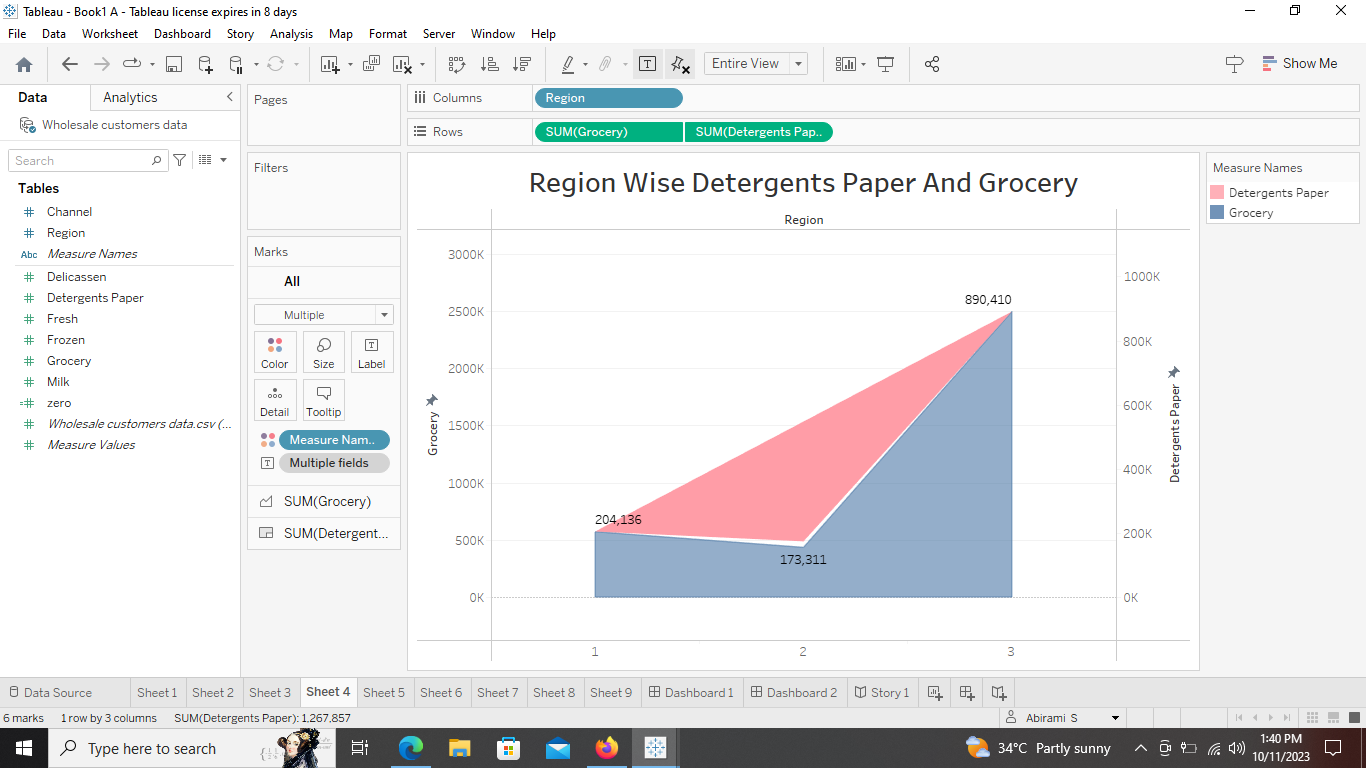 Tableau - Book1 A - Tableau license expires in 8 days
File Data Worksheet Dashboard Story Analysis Map Format Server Window Help
Entire View
Show Me
Data Analytics
Wholesale customers data
Search
Tables
Channel
Region
Abc Measure Names
Delicassen
Detergents Paper
Fresh
Frozen
Grocery
Milk
zero
Wholesale customers data.csv (...
Measure Values
Pages
Filters
Marks
All
Multiple
Color Size Label
Detail Tooltip
Measure Nam..
Multiple fields
SUM(Grocery)
SUM(Detergent...
Columns Region
Rows SUM(Grocery) SUM(Detergents Pap..
Region Wise Detergents Paper And Grocery
Region
3000K
2500K
2000K
1500K
1000K
500K
0K
Grocery
890,410
204,136
173,311
1000K
800K
600K
400K
200K
0K
Detergents Paper
1 2 3
Measure Names
Detergents Paper
Grocery
Data Source Sheet 1 Sheet 2 Sheet 3 Sheet 4 Sheet 5 Sheet 6 Sheet 7 Sheet 8 Sheet 9 Dashboard 1 Dashboard 2 Story 1
6 marks 1 row by 3 columns SUM(Detergents Paper): 1,267,857
Abirami S
Type here to search
34°C Partly sunny
1:40 PM
10/11/2023